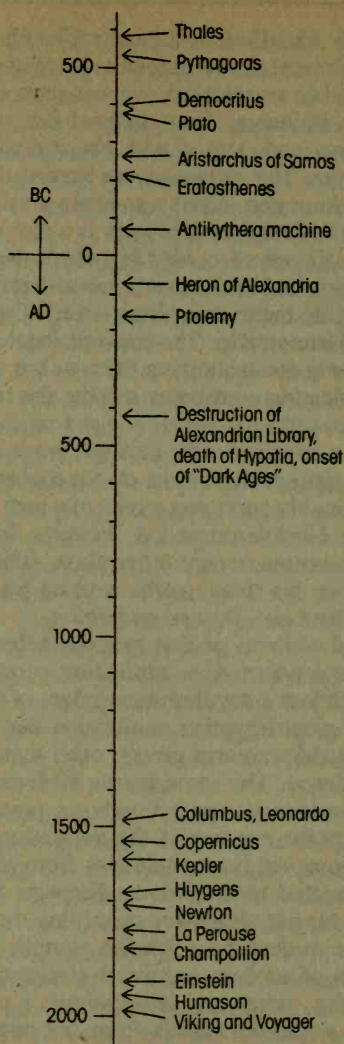 Thales
500
Pythagoras
Democritus
Plato
Aristarchus of Samos
Eratosthenes
BC
Antikythera machine
0
Heron of Alexandria
AD
Ptolemy
Destruction of
Alexandrian Library,
death of Hypatia, onset
of "Dark Ages"
500
1000
Columbus, Leonardo
1500
Copernicus
Kepler
Huygens
Newton
La Perouse
Champollion
Einstein
Humason
2000
Viking and Voyager